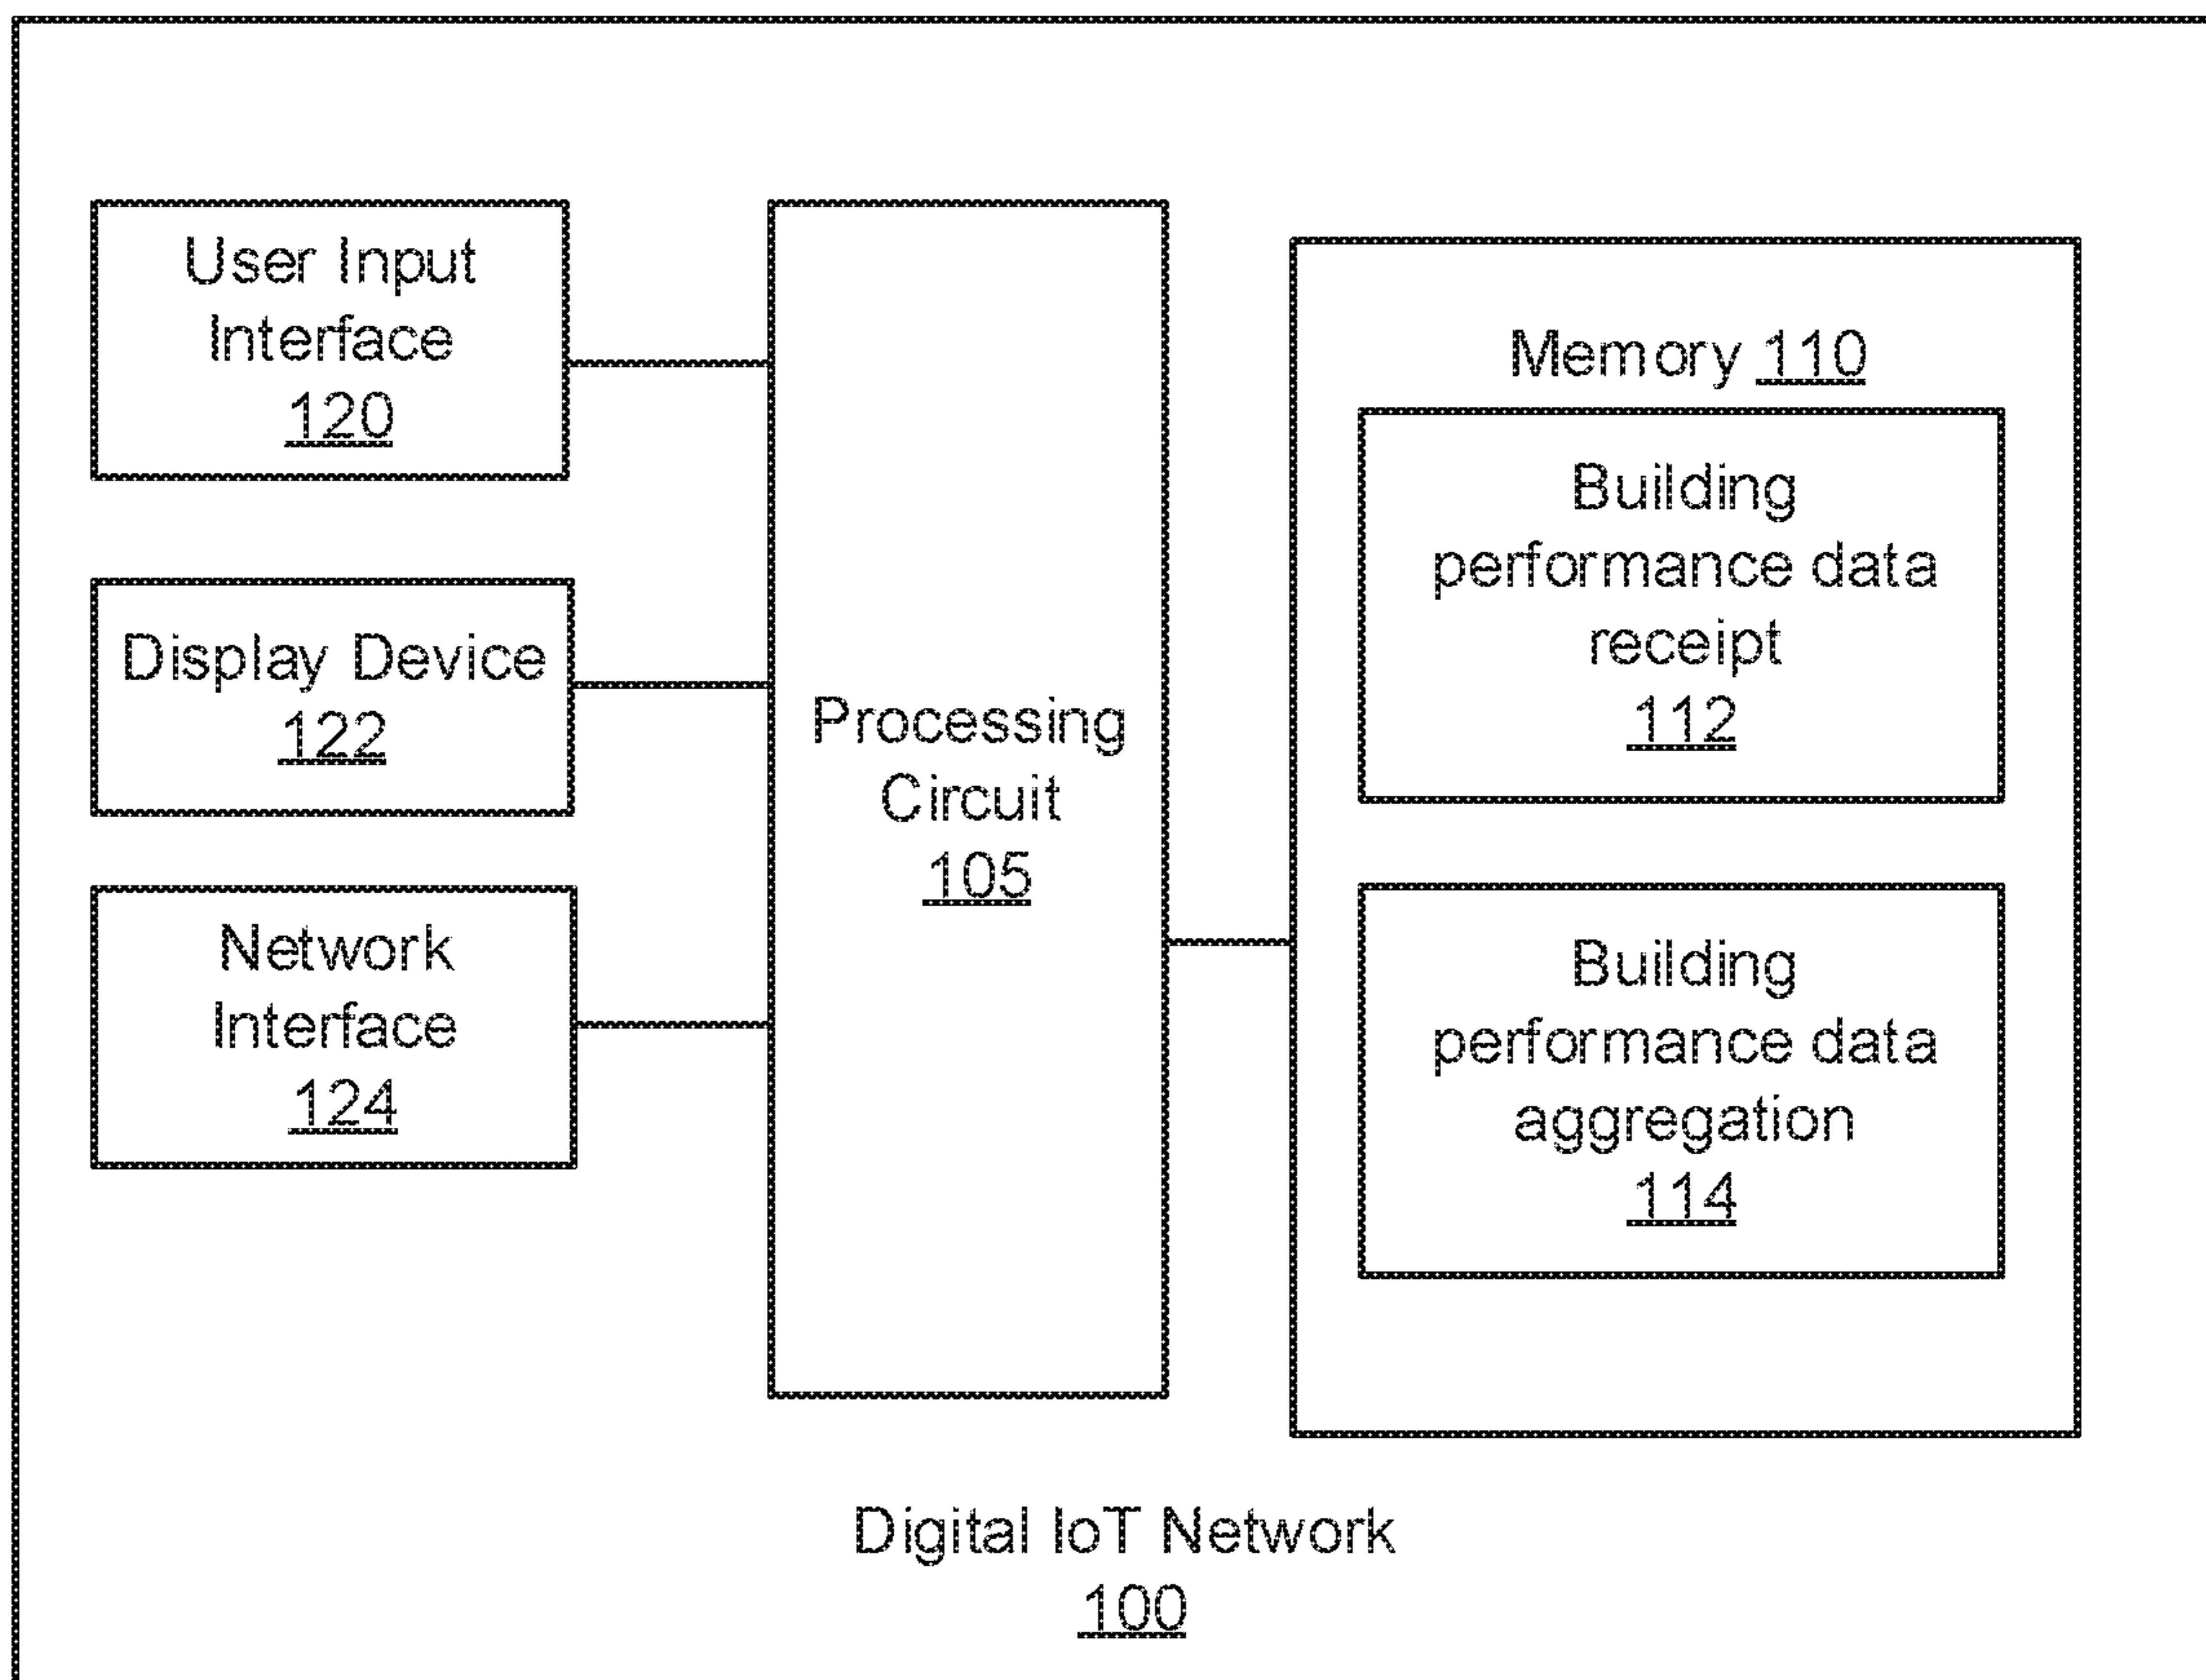 User Input
Interface
120
Display Device
122
Network
Interface
124
Processing
Circuit
105
Memory 110
Building
performance data
receipt
112
Building
performance data
aggregation
114
Digital IoT Network
100